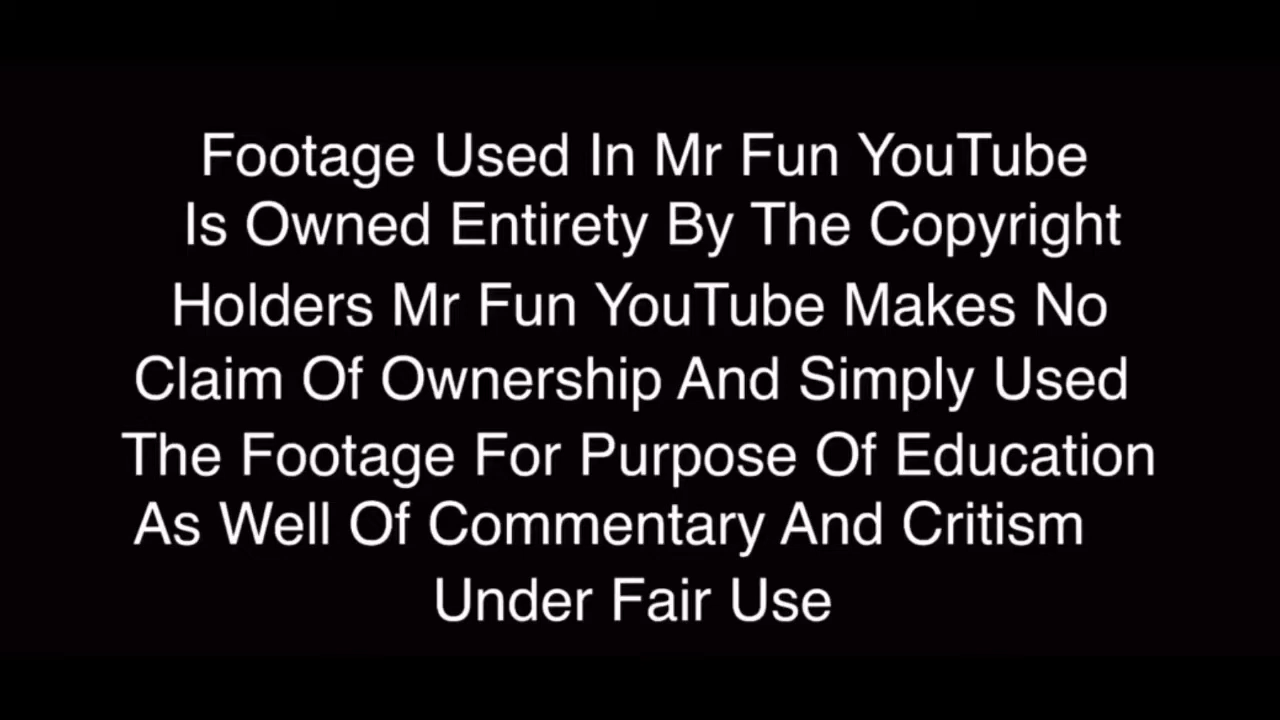 Footage Used In Mr Fun YouTube
Is Owned Entirety By The Copyright
Holders Mr Fun YouTube Makes No
Claim Of Ownership And Simply Used
The Footage For Purpose Of Education
As Well Of Commentary And Critism
Under Fair Use